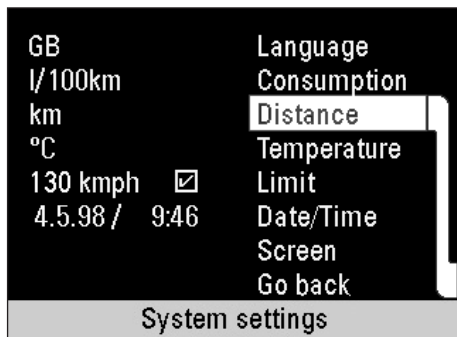 GB Language
l/100km Consumption
km Distance
°C Temperature
130 kmph ☑ Limit
4.5.98 / 9:46 Date/Time
Screen
Go back
System settings